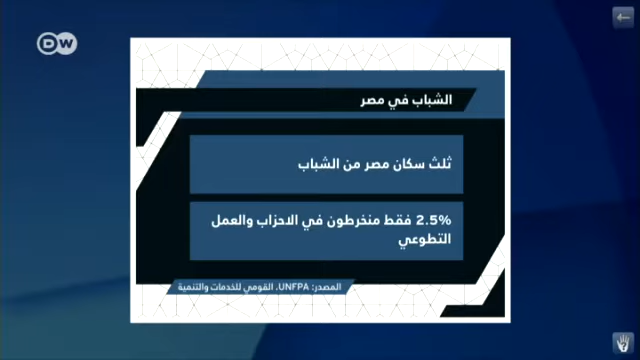 DW
الشباب في مصر
ثلث سكان مصر من الشباب
2.5% فقط منخرطون في الاحزاب والعمل
التطوعي
المصدر: UNFPA، القومي للخدمات والتنمية